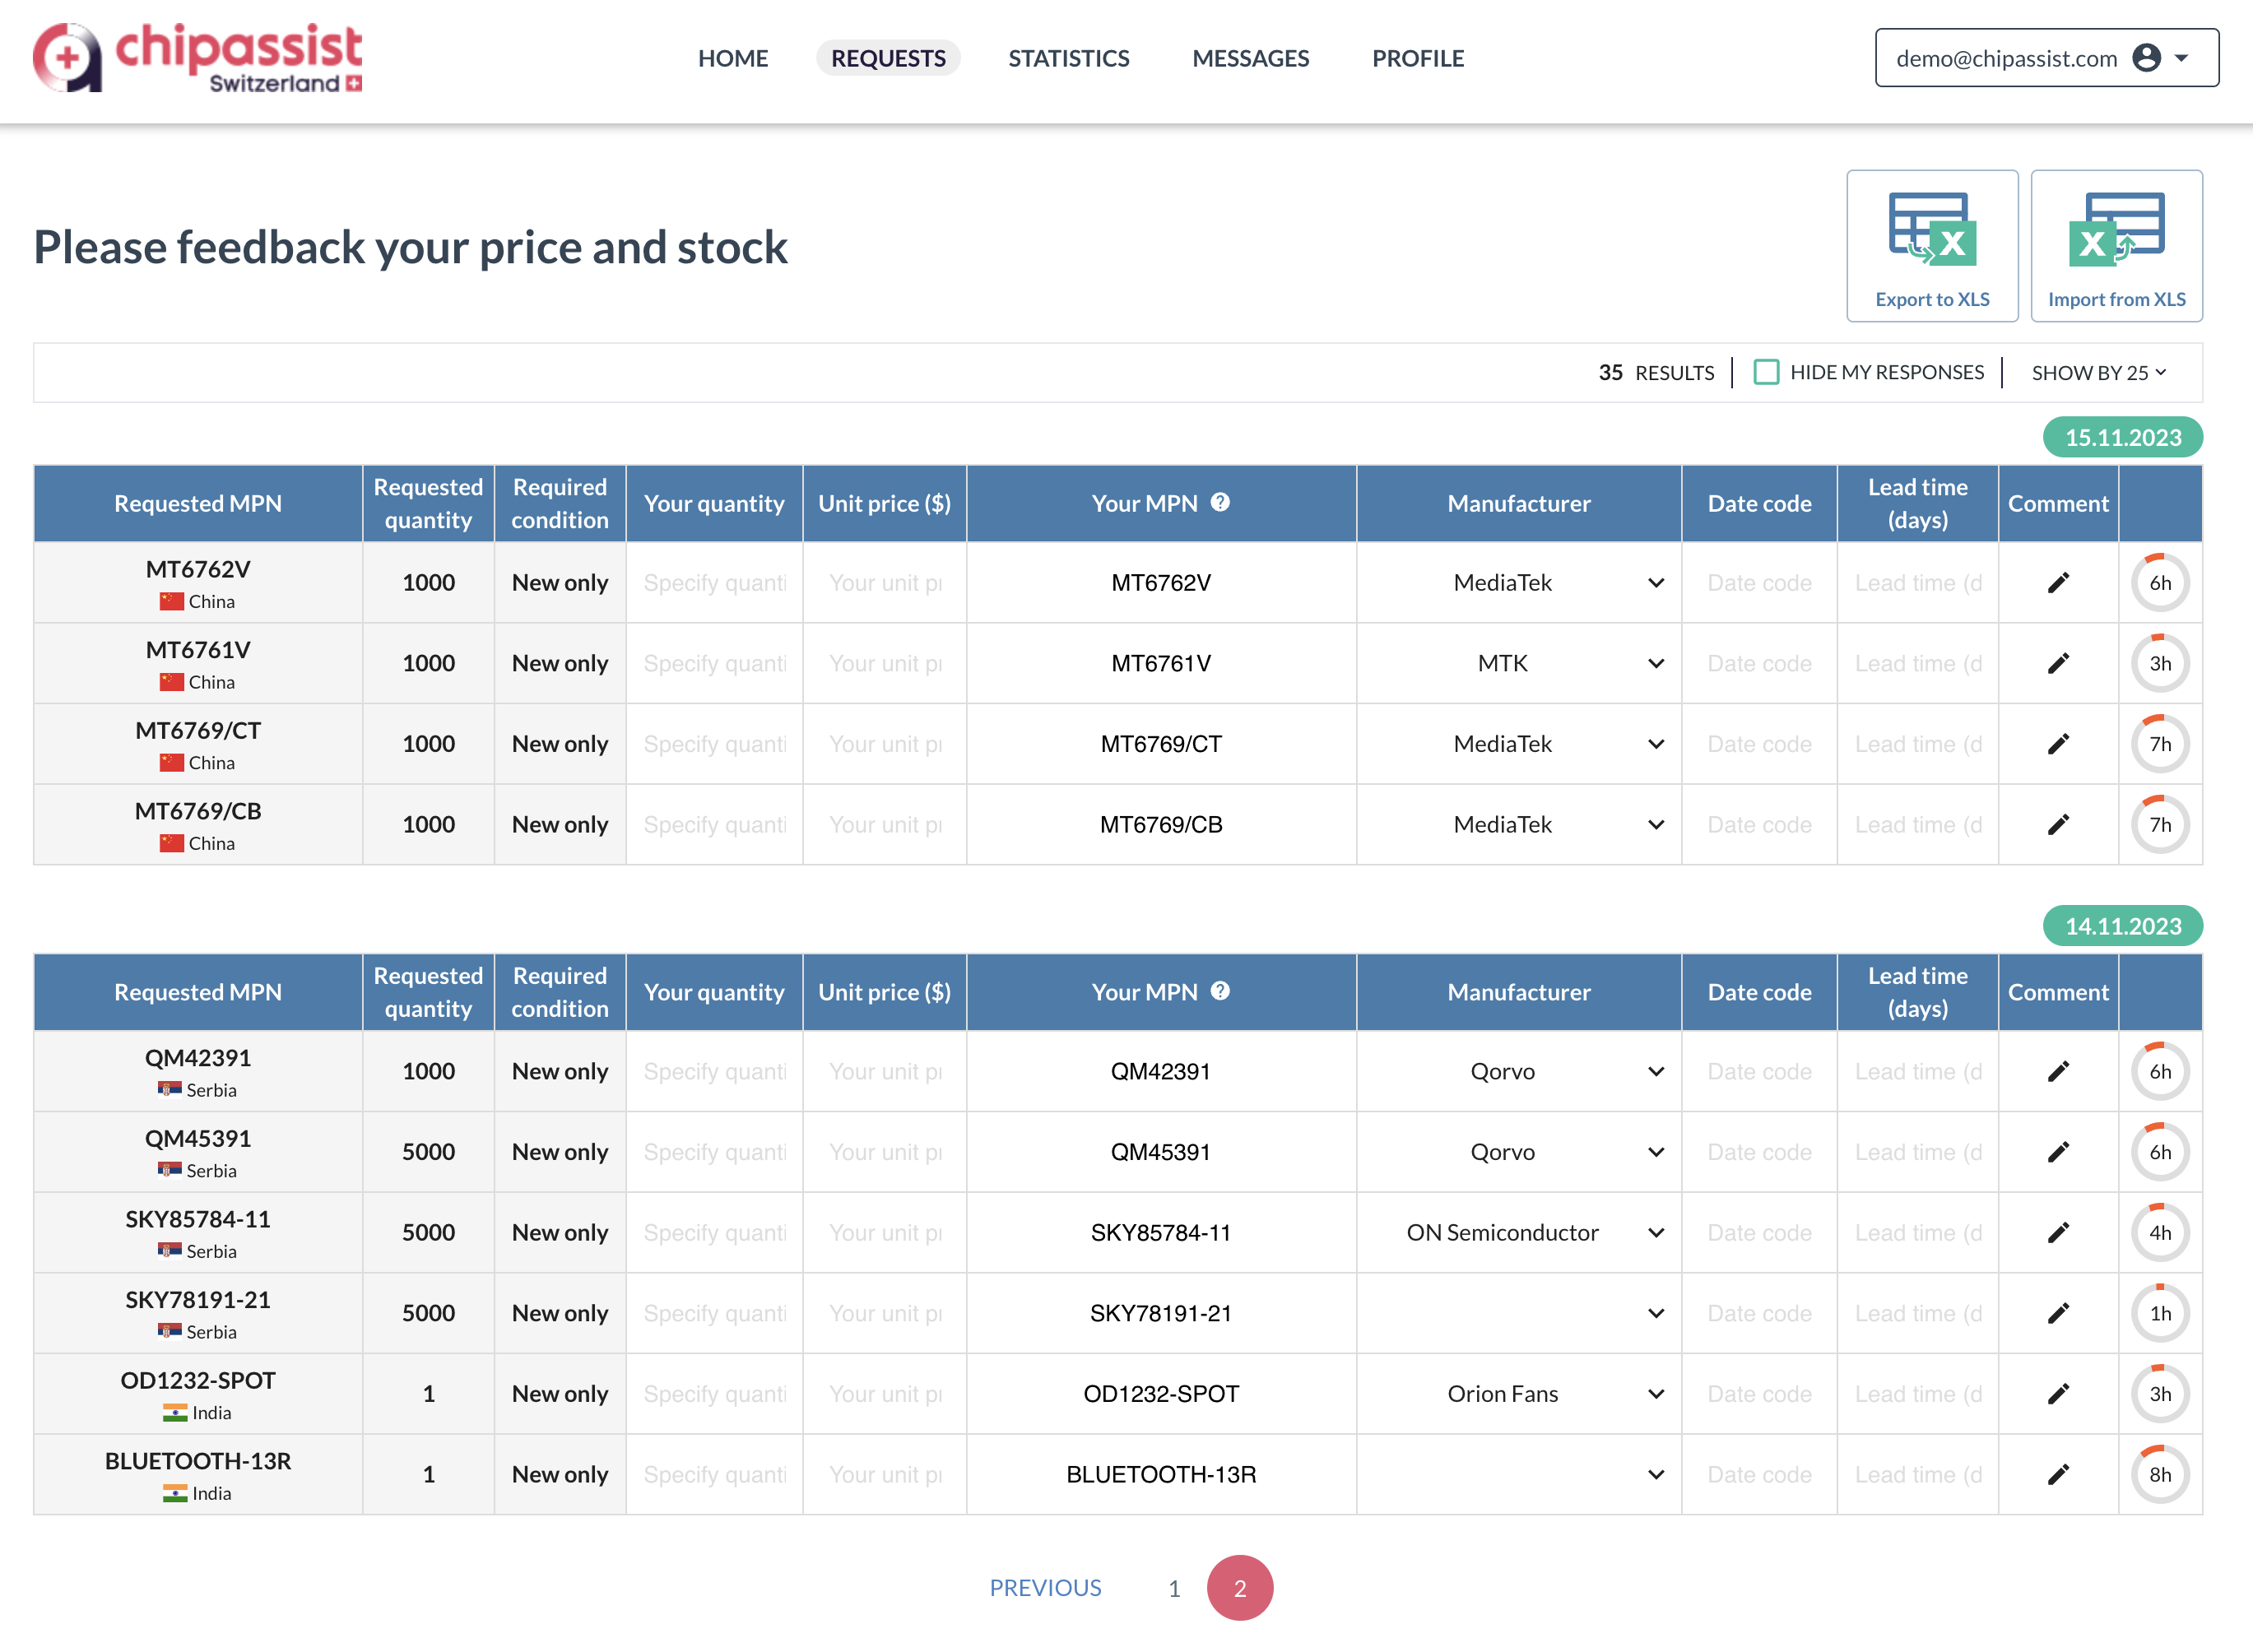 chipassist
Switzerland
HOME REQUESTS STATISTICS MESSAGES PROFILE
demo@chipassist.com
Please feedback your price and stock
Export to XLS
Import from XLS
35 RESULTS HIDE MY RESPONSES SHOW BY 25
15.11.2023
Requested MPN Requested quantity Required condition Your quantity Unit price ($) Your MPN ? Manufacturer Date code Lead time (days) Comment
MT6762V China 1000 New only Specify quanti Your unit pr MT6762V MediaTek Date code Lead time (d 6h
MT6761V China 1000 New only Specify quanti Your unit pr MT6761V MTK Date code Lead time (d 3h
MT6769/CT China 1000 New only Specify quanti Your unit pr MT6769/CT MediaTek Date code Lead time (d 7h
MT6769/CB China 1000 New only Specify quanti Your unit pr MT6769/CB MediaTek Date code Lead time (d 7h
14.11.2023
Requested MPN Requested quantity Required condition Your quantity Unit price ($) Your MPN ? Manufacturer Date code Lead time (days) Comment
QM42391 Serbia 1000 New only Specify quanti Your unit pr QM42391 Qorvo Date code Lead time (d 6h
QM45391 Serbia 5000 New only Specify quanti Your unit pr QM45391 Qorvo Date code Lead time (d 6h
SKY85784-11 Serbia 5000 New only Specify quanti Your unit pr SKY85784-11 ON Semiconductor Date code Lead time (d 4h
SKY78191-21 Serbia 5000 New only Specify quanti Your unit pr SKY78191-21 Date code Lead time (d 1h
OD1232-SPOT India 1 New only Specify quanti Your unit pr OD1232-SPOT Orion Fans Date code Lead time (d 3h
BLUETOOTH-13R India 1 New only Specify quanti Your unit pr BLUETOOTH-13R Date code Lead time (d 8h
PREVIOUS 1 2